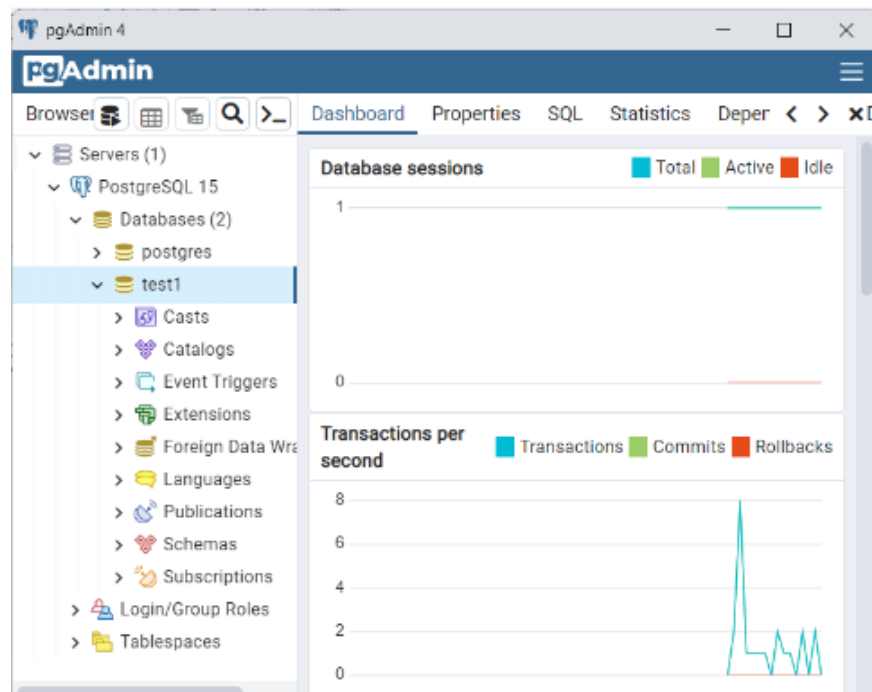 pgAdmin 4
pgAdmin
Browser
Dashboard Properties SQL Statistics Deper
Servers (1)
PostgreSQL 15
Databases (2)
postgres
test1
Casts
Catalogs
Event Triggers
Extensions
Foreign Data Wra
Languages
Publications
Schemas
Subscriptions
Login/Group Roles
Tablespaces
Database sessions
Total Active Idle
1
0
Transactions per
second
Transactions Commits Rollbacks
8
6
4
2
0